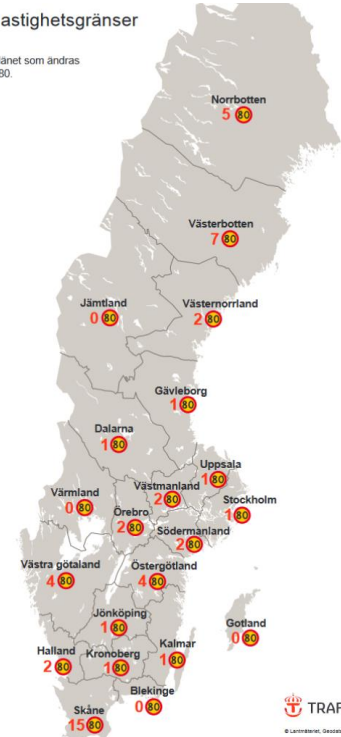 astighetsgränser
länet som ändras
80.
Norrbotten
5 80
Västerbotten
7 80
Jämtland
0 80
Västernorrland
2 80
Gävleborg
1 80
Dalarna
1 80
Uppsala
1 80
Västmanland
2 80
Stockholm
1 80
Värmland
0 80
Örebro
2 80
Södermanland
2 80
Västra götaland
4 80
Östergötland
4 80
Jönköping
1 80
Gotland
0 80
Halland
2 80
Kronoberg
1 80
Kalmar
1 80
Blekinge
0 80
Skåne
15 80
TRAF
© Lantmäteriet, Geodata